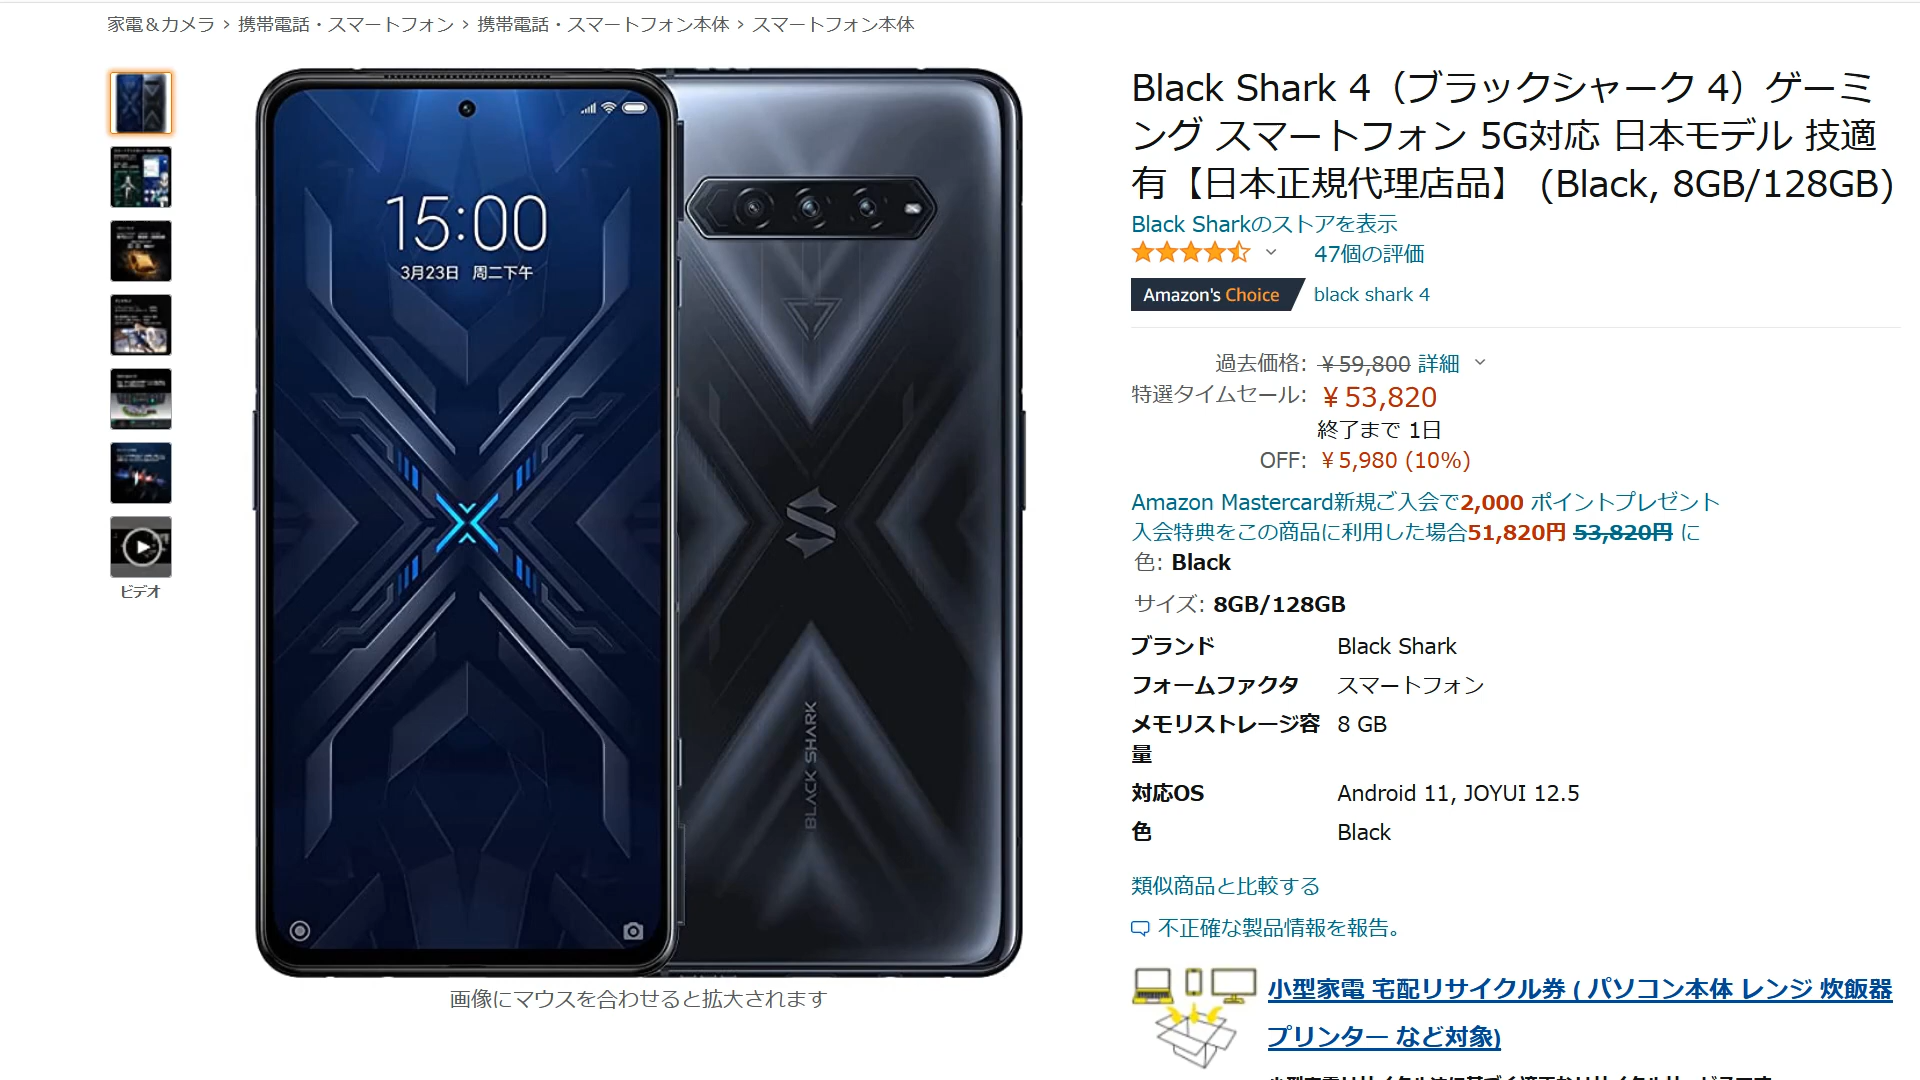 家電＆カメラ › 携帯電話・スマートフォン › 携帯電話・スマートフォン本体 › スマートフォン本体
15:00
3月23日 周二下午
BLACK SHARK
ビデオ
画像にマウスを合わせると拡大されます
Black Shark 4（ブラックシャーク 4）ゲーミ
ング スマートフォン 5G対応 日本モデル 技適
有【日本正規代理店品】 (Black, 8GB/128GB)
Black Sharkのストアを表示
47個の評価
Amazon's Choice black shark 4
過去価格: ￥59,800 詳細
特選タイムセール: ￥53,820
終了まで 1日
OFF: ￥5,980 (10%)
Amazon Mastercard新規ご入会で2,000 ポイントプレゼント
入会特典をこの商品に利用した場合51,820円 53,820円 に
色: Black
サイズ: 8GB/128GB
ブランド Black Shark
フォームファクタ スマートフォン
メモリストレージ容 8 GB
量
対応OS Android 11, JOYUI 12.5
色 Black
類似商品と比較する
不正確な製品情報を報告。
小型家電 宅配リサイクル券 ( パソコン本体 レンジ 炊飯器
プリンター など対象)